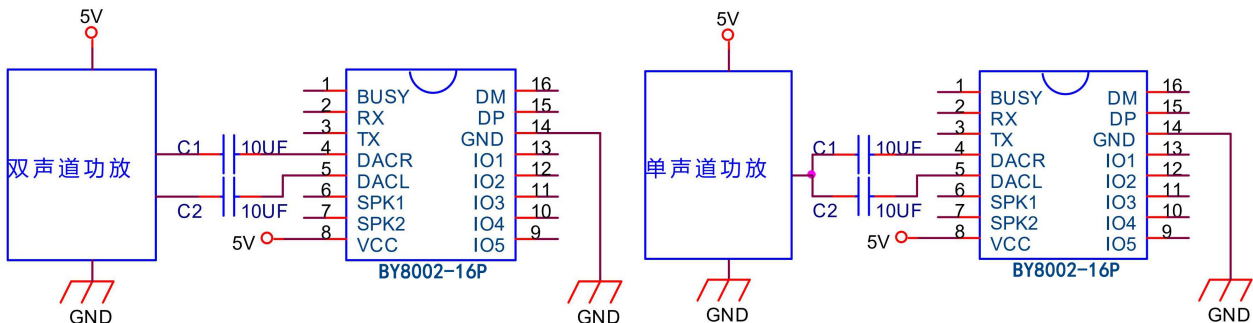 5V
双声道功放
C1
10UF
C2
10UF
5V
1
2
3
4
5
6
7
8
BUSY
RX
TX
DACR
DACL
SPK1
SPK2
VCC
DM
DP
GND
IO1
IO2
IO3
IO4
IO5
16
15
14
13
12
11
10
9
BY8002-16P
GND
GND
5V
单声道功放
C1
10UF
C2
10UF
5V
1
2
3
4
5
6
7
8
BUSY
RX
TX
DACR
DACL
SPK1
SPK2
VCC
DM
DP
GND
IO1
IO2
IO3
IO4
IO5
16
15
14
13
12
11
10
9
BY8002-16P
GND
GND